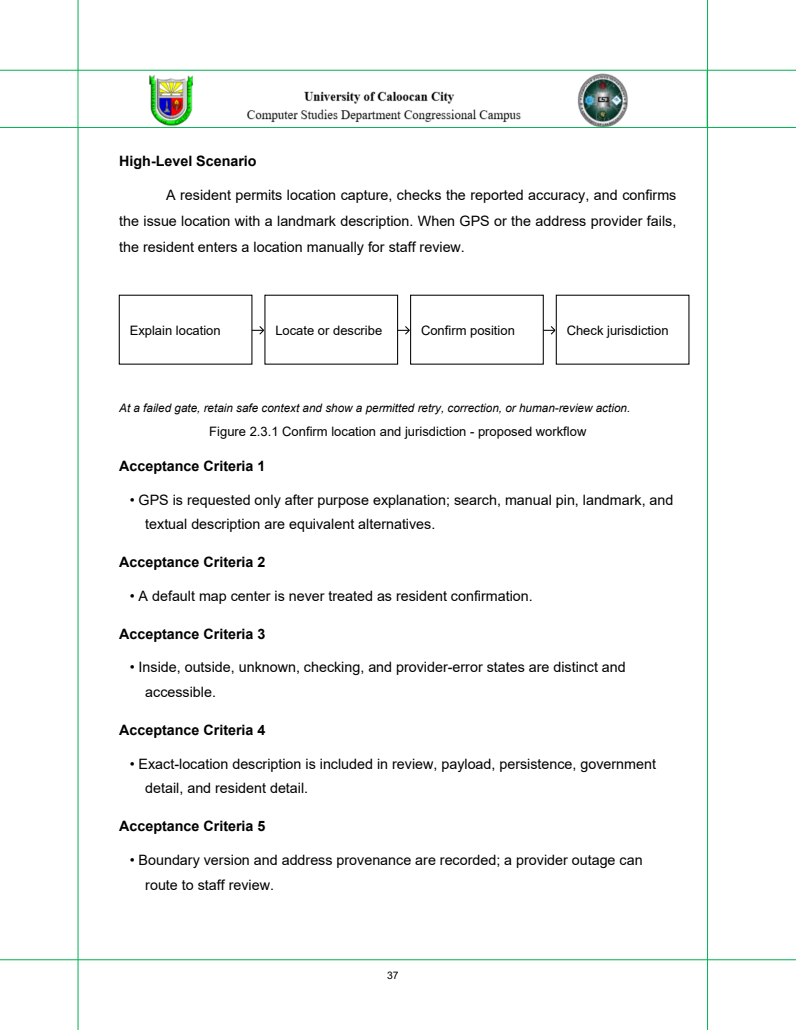 University of Caloocan City
Computer Studies Department Congressional Campus
High-Level Scenario
A resident permits location capture, checks the reported accuracy, and confirms
the issue location with a landmark description. When GPS or the address provider fails,
the resident enters a location manually for staff review.
Explain location
Locate or describe
Confirm position
Check jurisdiction
At a failed gate, retain safe context and show a permitted retry, correction, or human-review action.
Figure 2.3.1 Confirm location and jurisdiction - proposed workflow
Acceptance Criteria 1
• GPS is requested only after purpose explanation; search, manual pin, landmark, and
textual description are equivalent alternatives.
Acceptance Criteria 2
• A default map center is never treated as resident confirmation.
Acceptance Criteria 3
• Inside, outside, unknown, checking, and provider-error states are distinct and
accessible.
Acceptance Criteria 4
• Exact-location description is included in review, payload, persistence, government
detail, and resident detail.
Acceptance Criteria 5
• Boundary version and address provenance are recorded; a provider outage can
route to staff review.
37